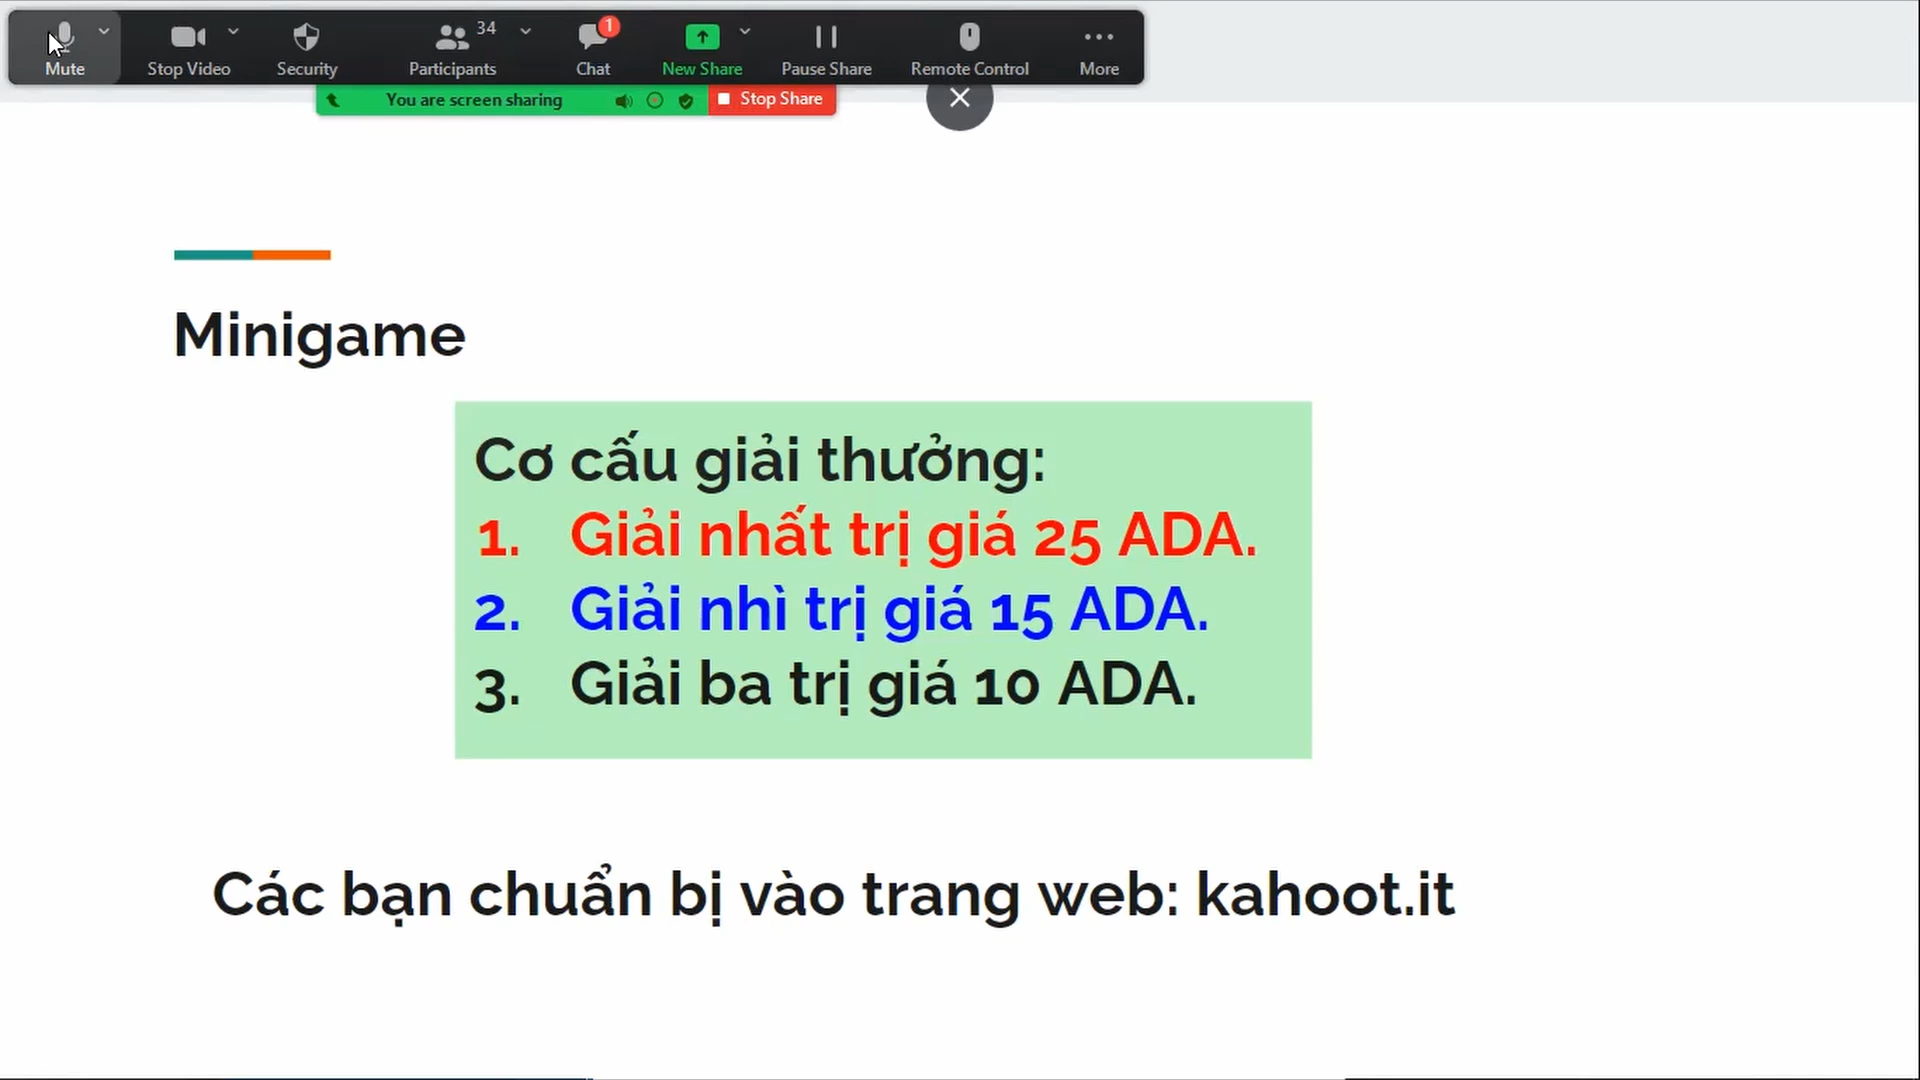 34
1
Mute
Stop Video
Security
Participants
Chat
New Share
Pause Share
Remote Control
More
You are screen sharing
Stop Share
Minigame
Cơ cấu giải thưởng:
1. Giải nhất trị giá 25 ADA.
2. Giải nhì trị giá 15 ADA.
3. Giải ba trị giá 10 ADA.
Các bạn chuẩn bị vào trang web: kahoot.it